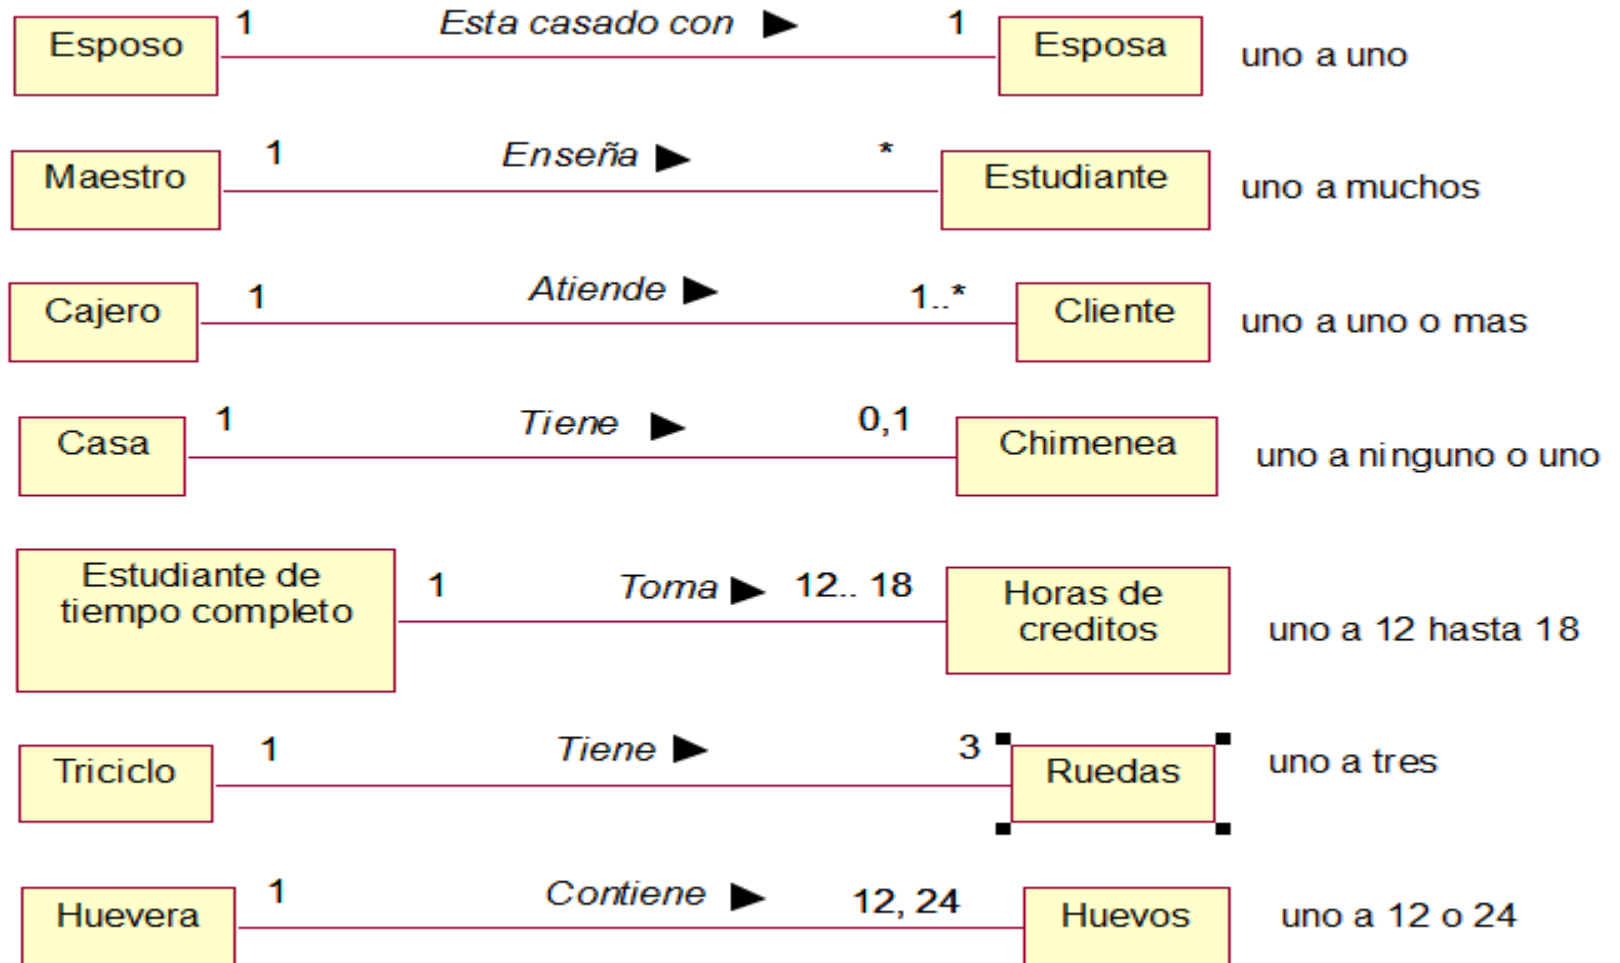 1 Esta casado con 1
Esposo Esposa uno a uno
1 Enseña *
Maestro Estudiante uno a muchos
1 Atiende 1..*
Cajero Cliente uno a uno o mas
1 Tiene 0,1
Casa Chimenea uno a ninguno o uno
Estudiante de
tiempo completo
1 Toma 12.. 18
Horas de
creditos
uno a 12 hasta 18
1 Tiene 3
Triciclo Ruedas uno a tres
1 Contiene 12, 24
Huevera Huevos uno a 12 o 24